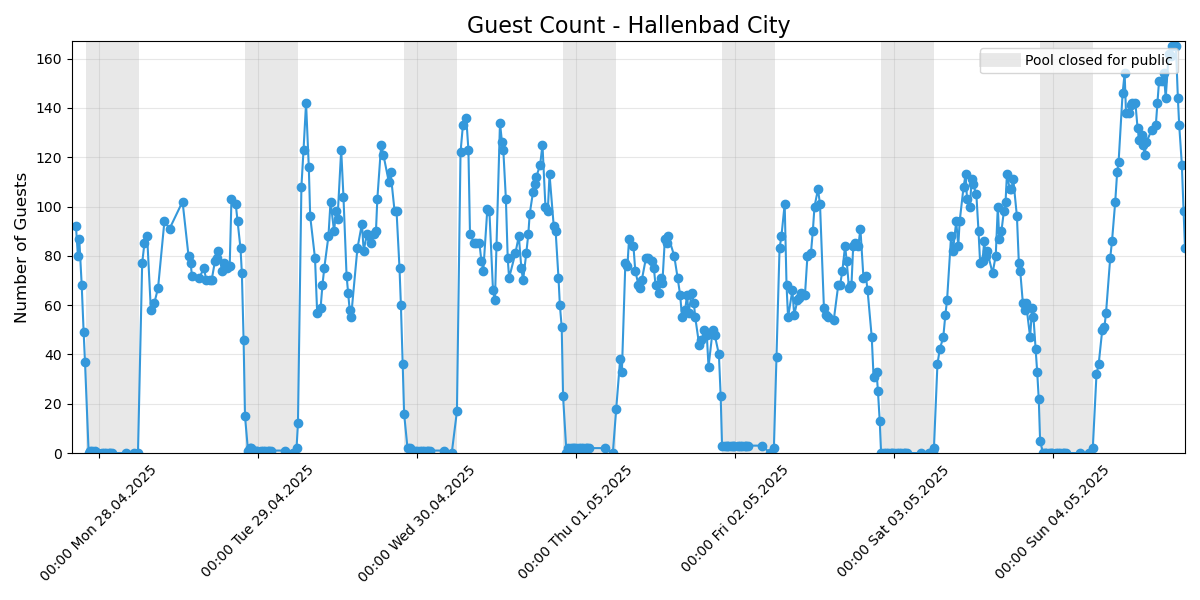 Guest Count - Hallenbad City
Pool closed for public
Number of Guests
160
140
120
100
80
60
40
20
0
00:00 Mon 28.04.2025
00:00 Tue 29.04.2025
00:00 Wed 30.04.2025
00:00 Thu 01.05.2025
00:00 Fri 02.05.2025
00:00 Sat 03.05.2025
00:00 Sun 04.05.2025